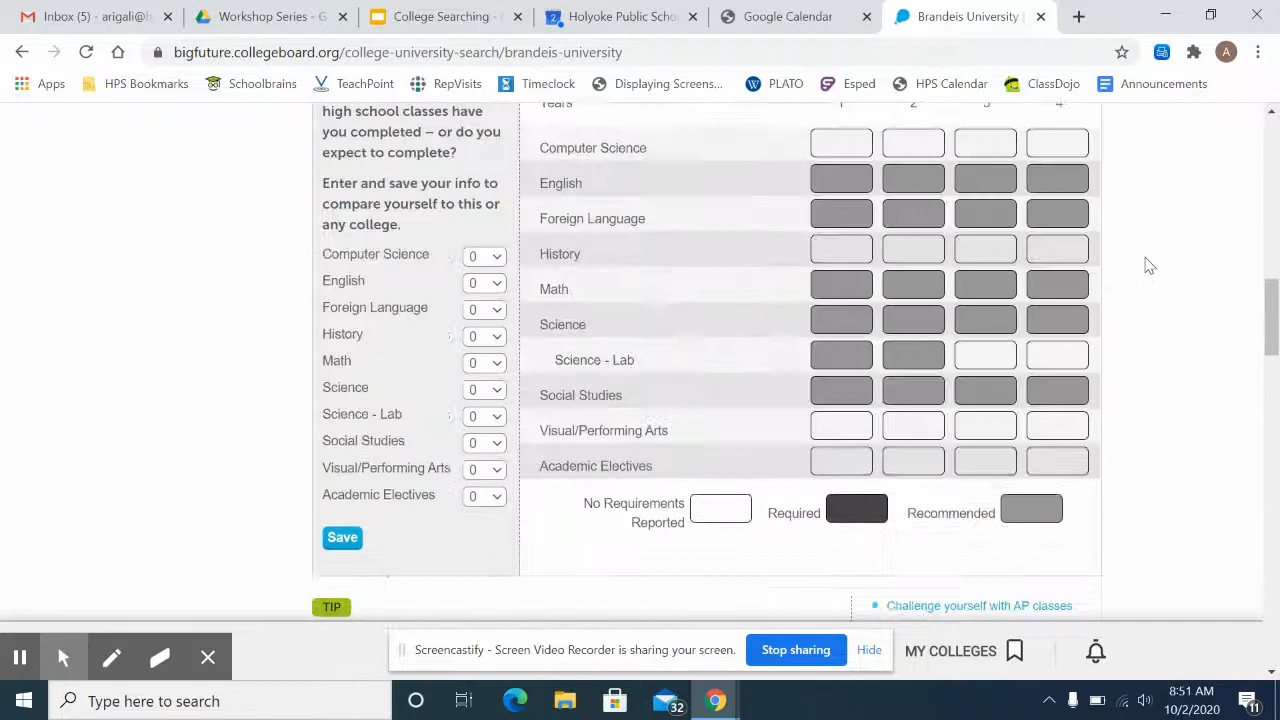 Inbox (5) - arigali@h
Workshop Series - G
College Searching -
Holyoke Public Scho
Google Calendar
Brandeis University |
bigfuture.collegeboard.org/college-university-search/brandeis-university
A
Apps
HPS Bookmarks
Schoolbrains
TeachPoint
RepVisits
Timeclock
Displaying Screens...
PLATO
Esped
HPS Calendar
ClassDojo
Announcements
high school classes have
you completed – or do you
expect to complete?
Enter and save your info to
compare yourself to this or
any college.
Computer Science 0
English 0
Foreign Language 0
History 0
Math 0
Science 0
Science - Lab 0
Social Studies 0
Visual/Performing Arts 0
Academic Electives 0
Save
Years 1 2 3 4
Computer Science
English
Foreign Language
History
Math
Science
Science - Lab
Social Studies
Visual/Performing Arts
Academic Electives
No Requirements
Reported
Required
Recommended
TIP
Challenge yourself with AP classes
Screencastify - Screen Video Recorder is sharing your screen.
Stop sharing
Hide
MY COLLEGES
Type here to search
32
8:51 AM
10/2/2020
11